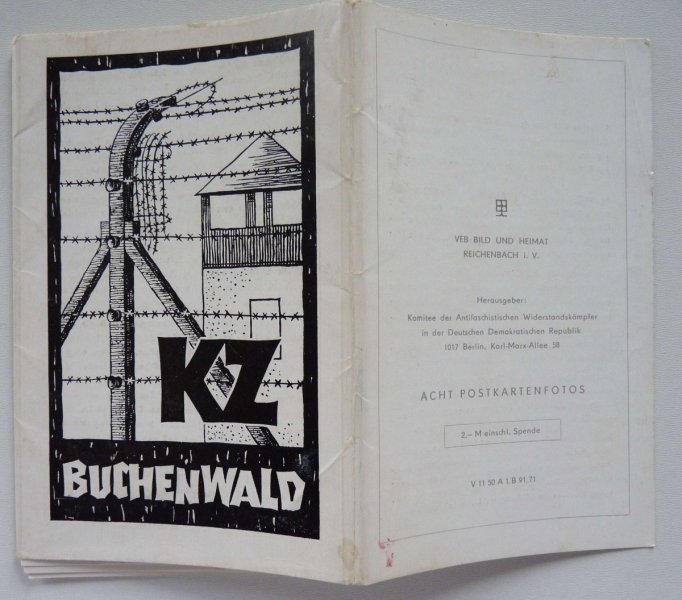 KZ
BUCHENWALD
VEB BILD UND HEIMAT
REICHENBACH i. V.
Herausgeber:
Komitee der Antifaschistischen Widerstandskämpfer
in der Deutschen Demokratischen Republik
1017 Berlin, Karl-Marx-Allee 58
ACHT POSTKARTENFOTOS
2,– M einschl. Spende
V 11 50 A 1, B 91, 71